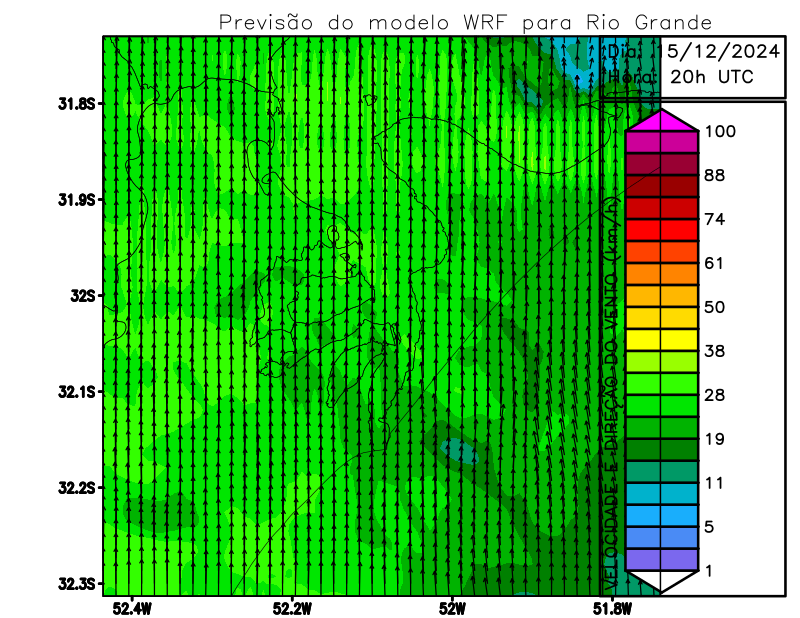 Previsão do modelo WRF para Rio Grande
Dia: 15/12/2024
Hora: 20h UTC
31.8S
31.9S
32S
32.1S
32.2S
32.3S
52.4W
52.2W
52W
51.8W
VELOCIDADE E DIREÇÃO DO VENTO (km/h)
100
88
74
61
50
38
28
19
11
5
1